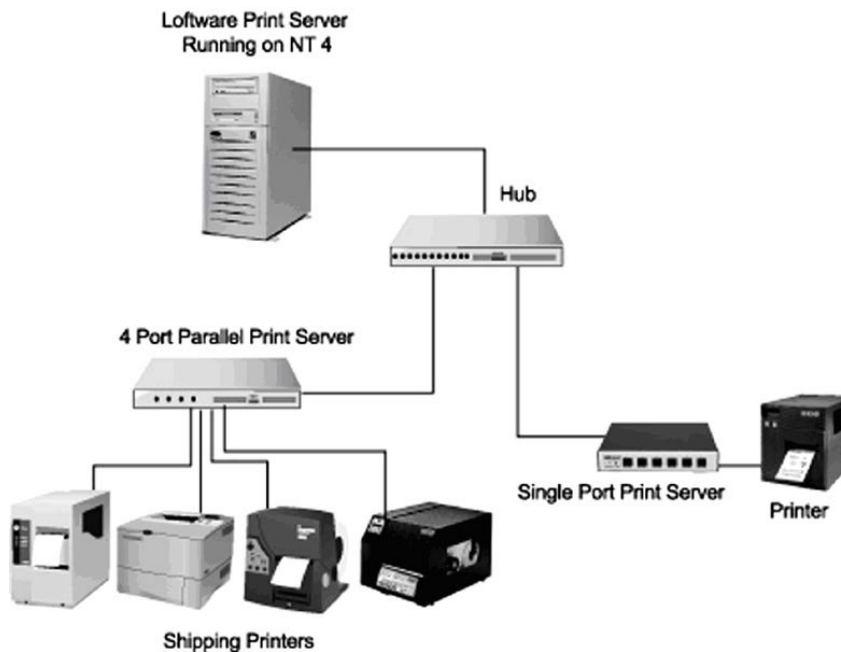 Loftware Print Server
Running on NT 4
Hub
4 Port Parallel Print Server
Single Port Print Server
Printer
Shipping Printers